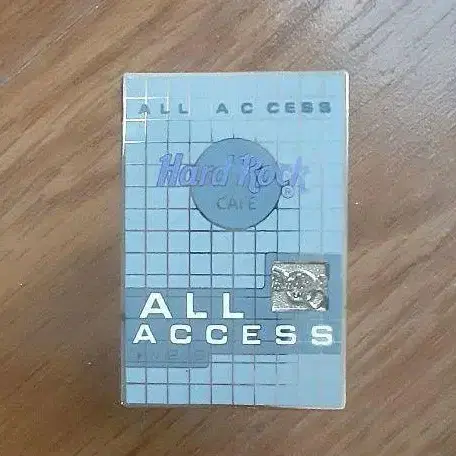 ALL ACCESS
Hard Rock
®
CAFE
ALL
ACCESS